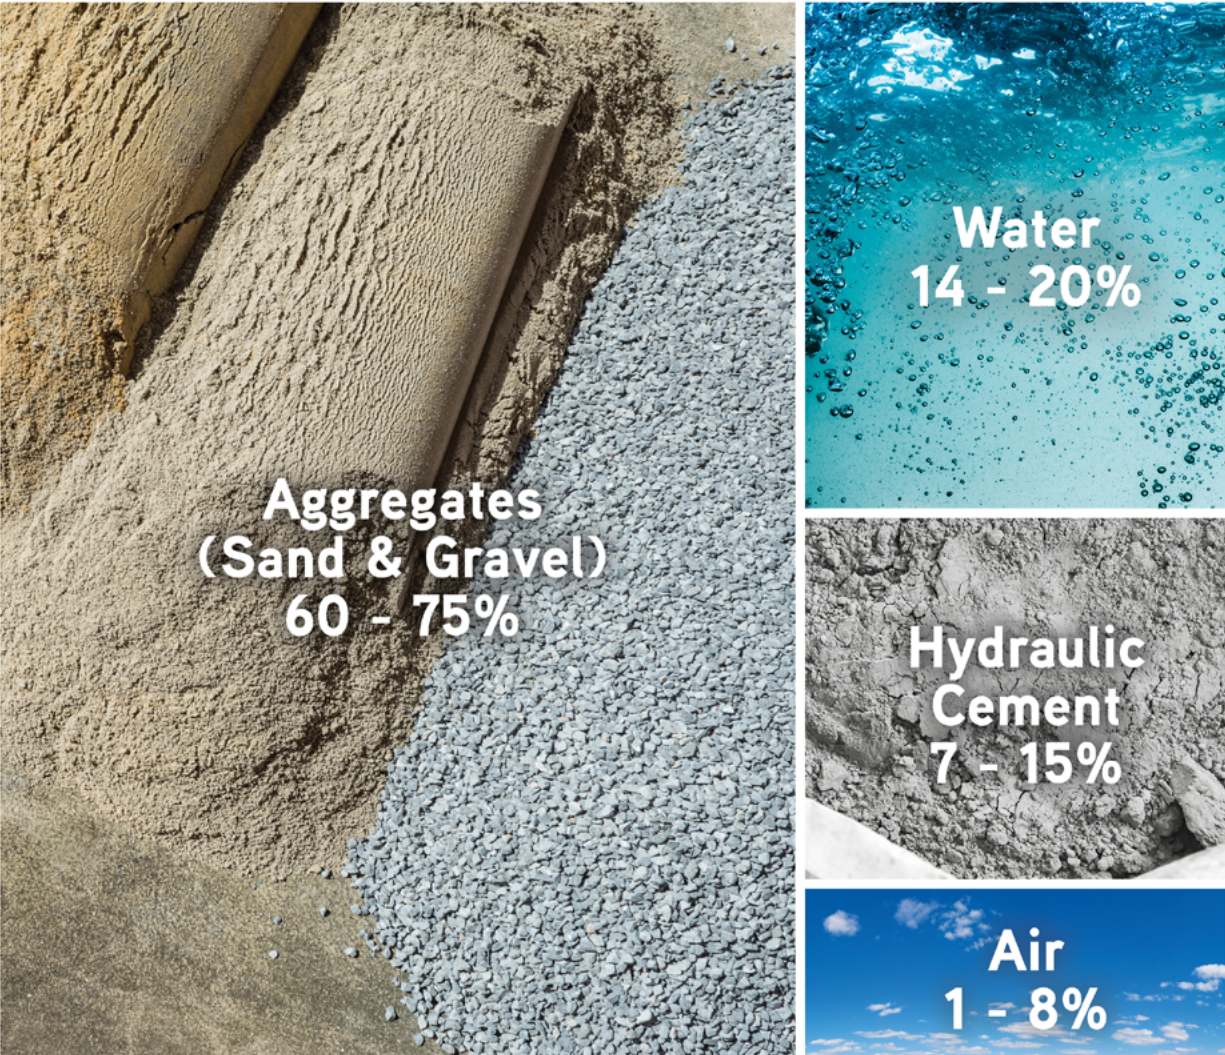 Aggregates
(Sand & Gravel)
60 - 75%
Water
14 - 20%
Hydraulic
Cement
7 - 15%
Air
1 - 8%